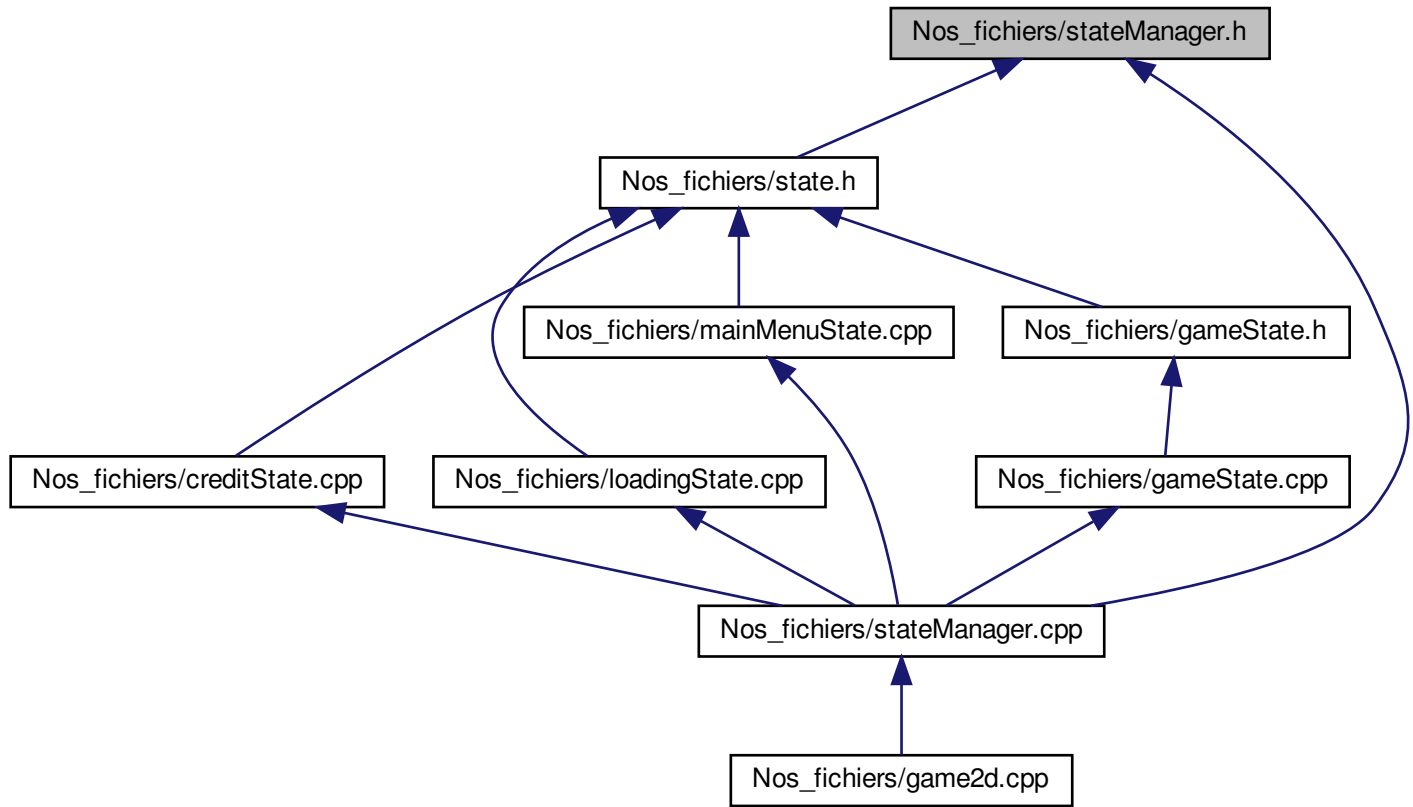 Nos_fichiers/stateManager.h
Nos_fichiers/state.h
Nos_fichiers/mainMenuState.cpp
Nos_fichiers/gameState.h
Nos_fichiers/creditState.cpp
Nos_fichiers/loadingState.cpp
Nos_fichiers/gameState.cpp
Nos_fichiers/stateManager.cpp
Nos_fichiers/game2d.cpp